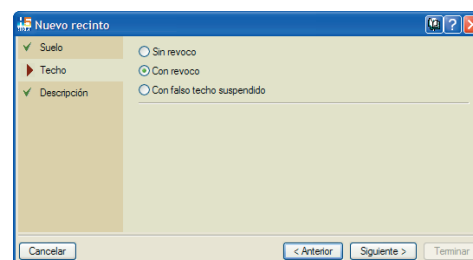 Nuevo recinto
Suelo
Techo
Descripción
Sin revoco
Con revoco
Con falso techo suspendido
Cancelar
< Anterior
Siguiente >
Terminar